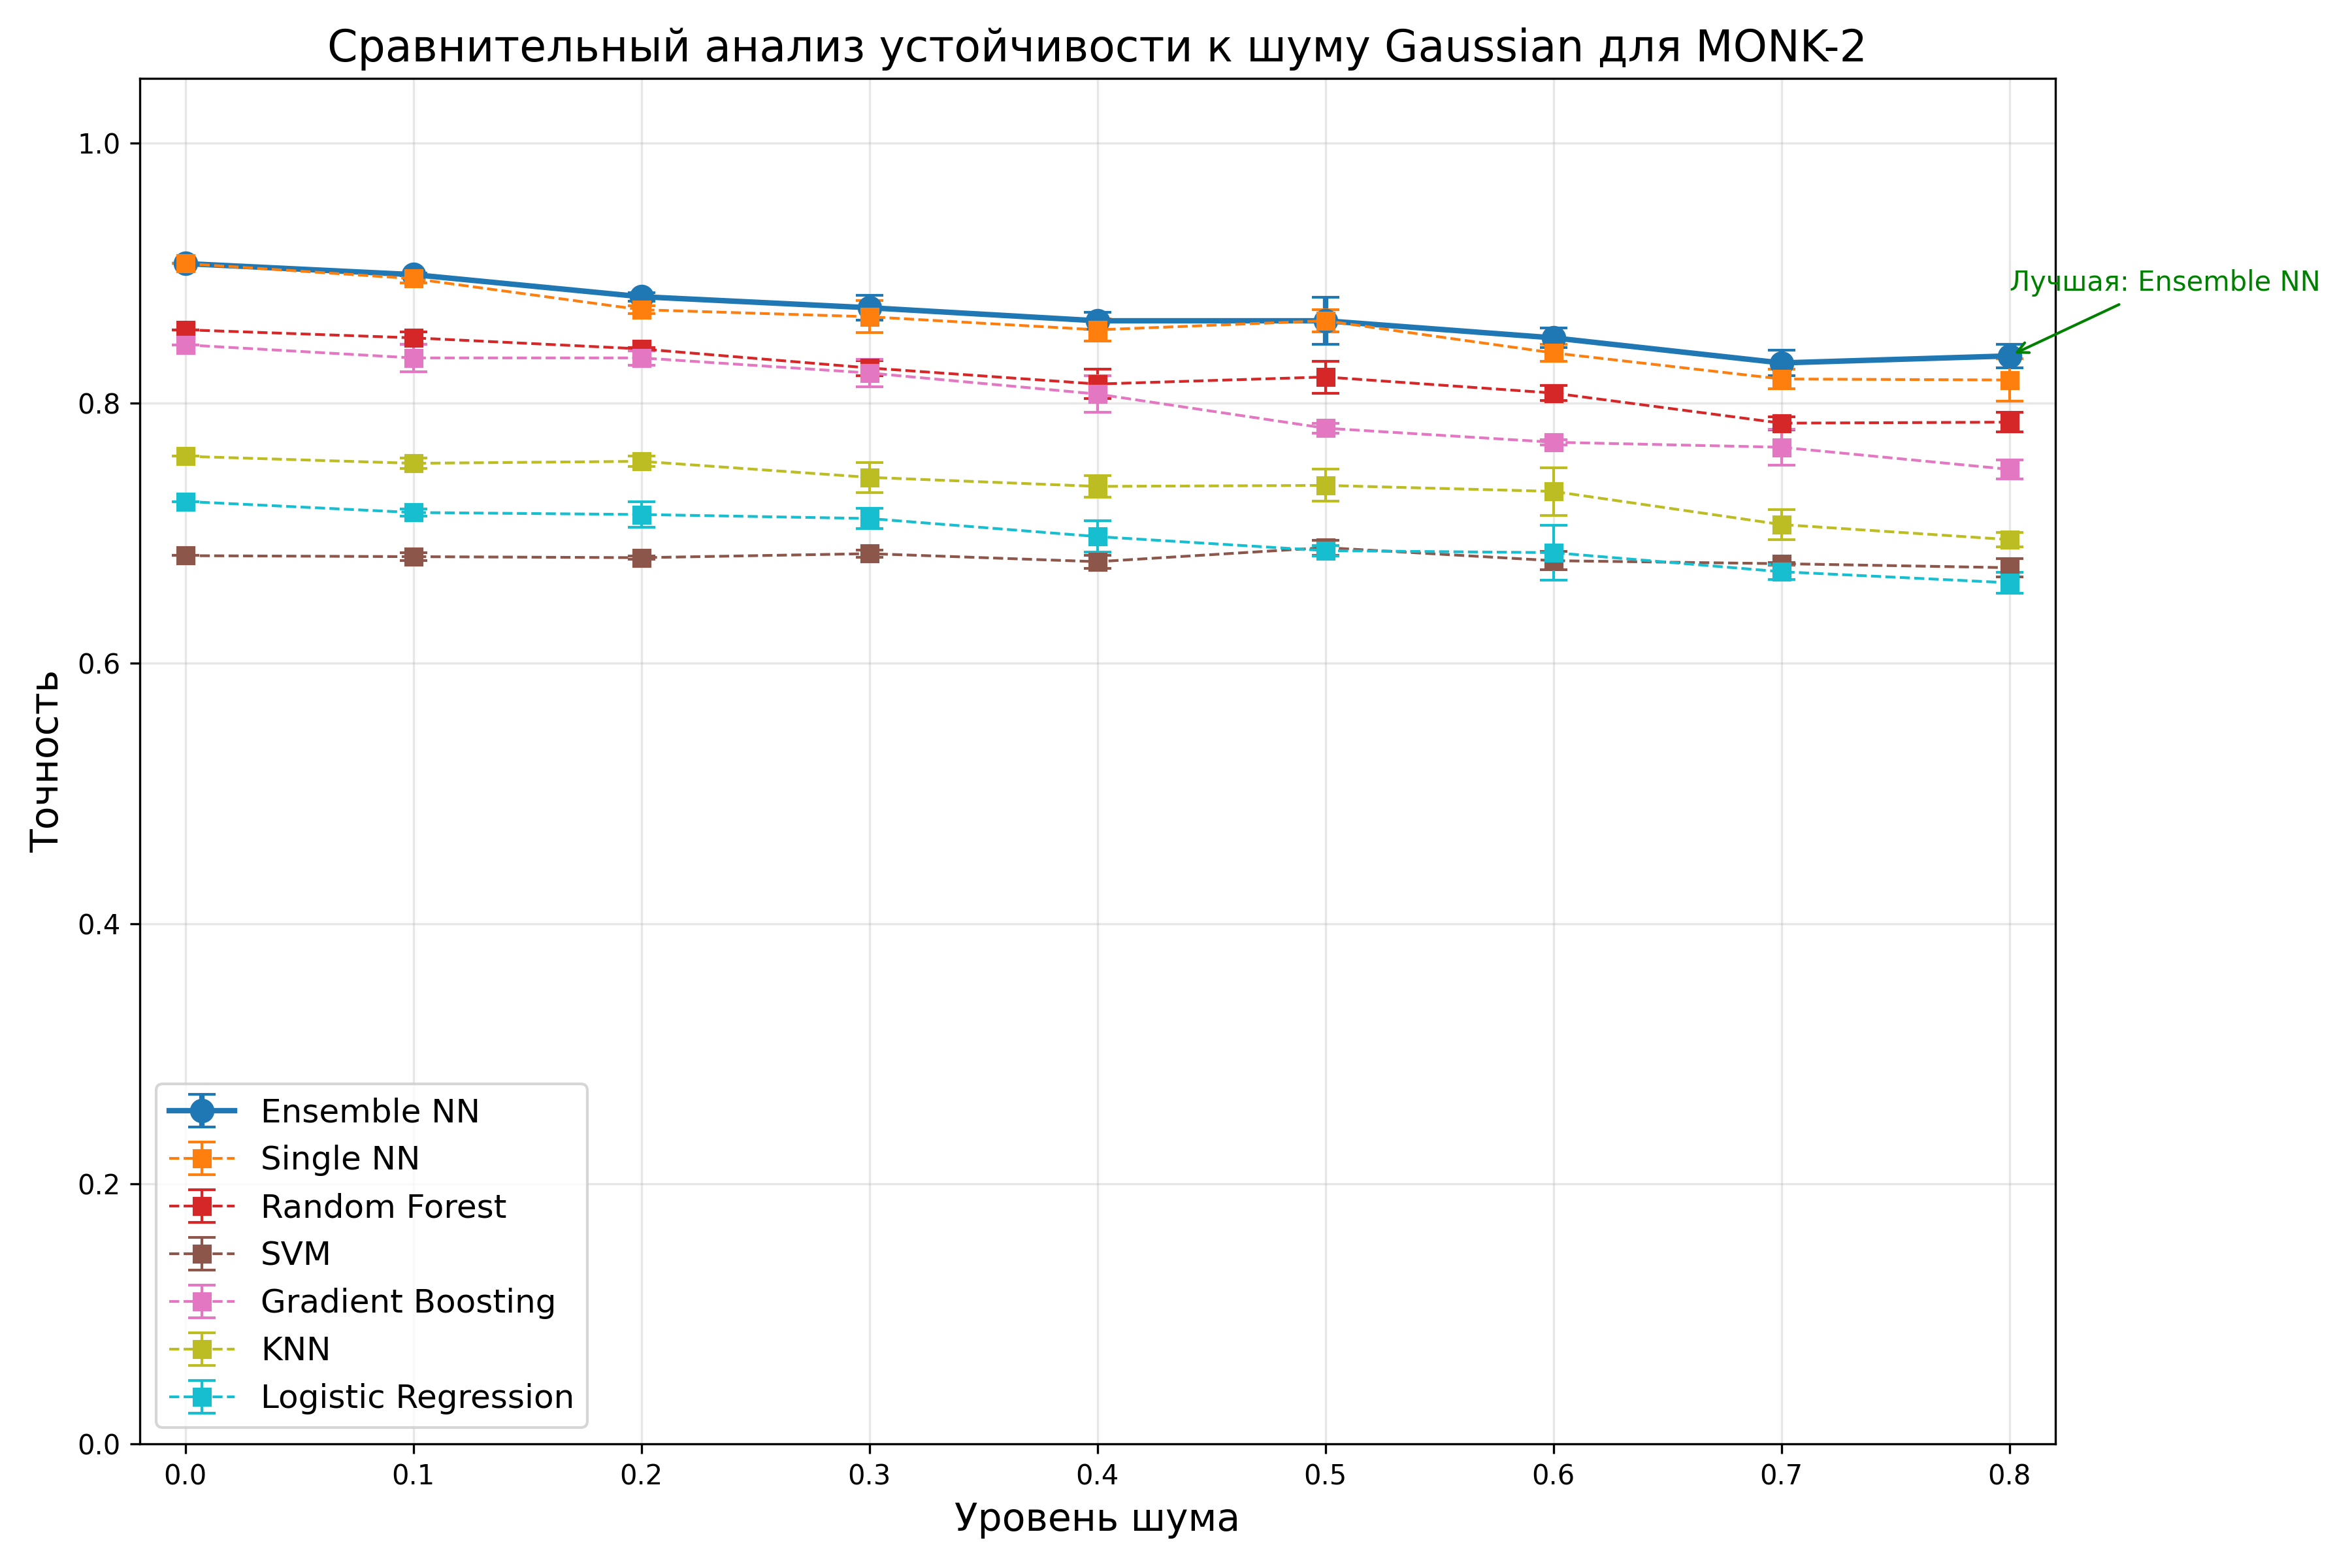 Сравнительный анализ устойчивости к шуму Gaussian для MONK-2
Точность
1.0
0.8
0.6
0.4
0.2
0.0
Лучшая: Ensemble NN
Ensemble NN
Single NN
Random Forest
SVM
Gradient Boosting
KNN
Logistic Regression
0.0 0.1 0.2 0.3 0.4 0.5 0.6 0.7 0.8
Уровень шума